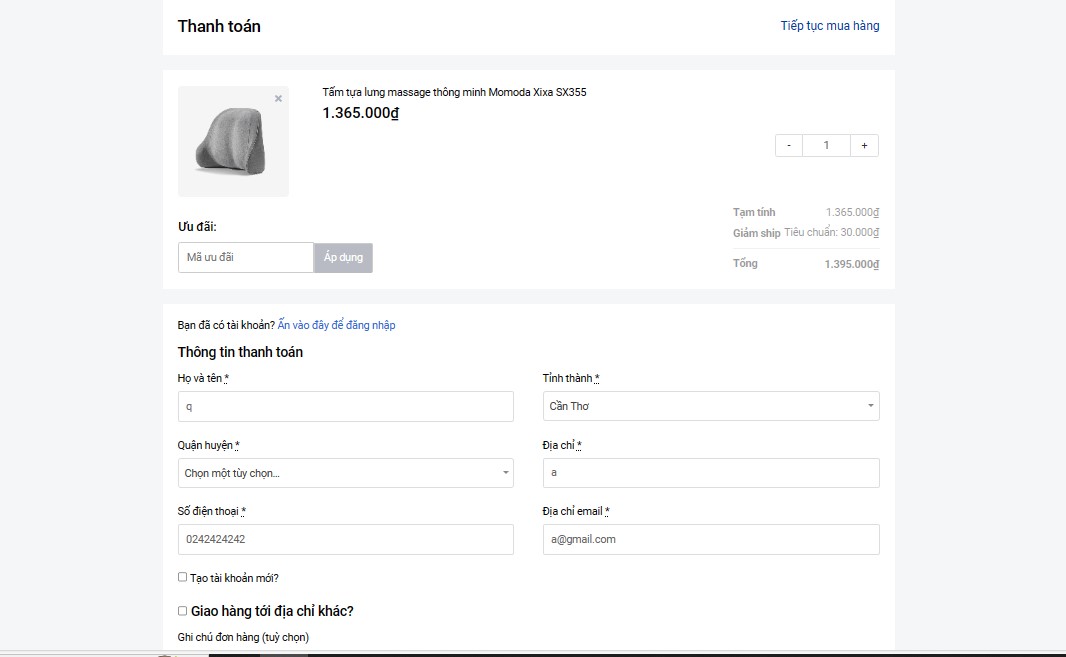 Thanh toán
Tiếp tục mua hàng
×
Tấm tựa lưng massage thông minh Momoda Xixa SX355
1.365.000₫
- 1 +
Tạm tính 1.365.000₫
Giảm ship Tiêu chuẩn: 30.000₫
Tổng 1.395.000₫
Ưu đãi:
Mã ưu đãi Áp dụng
Bạn đã có tài khoản? Ấn vào đây để đăng nhập
Thông tin thanh toán
Họ và tên * Tỉnh thành *
q Cần Thơ
Quận huyện * Địa chỉ *
Chọn một tùy chọn... a
Số điện thoại * Địa chỉ email *
0242424242 a@gmail.com
Tạo tài khoản mới?
Giao hàng tới địa chỉ khác?
Ghi chú đơn hàng (tuỳ chọn)